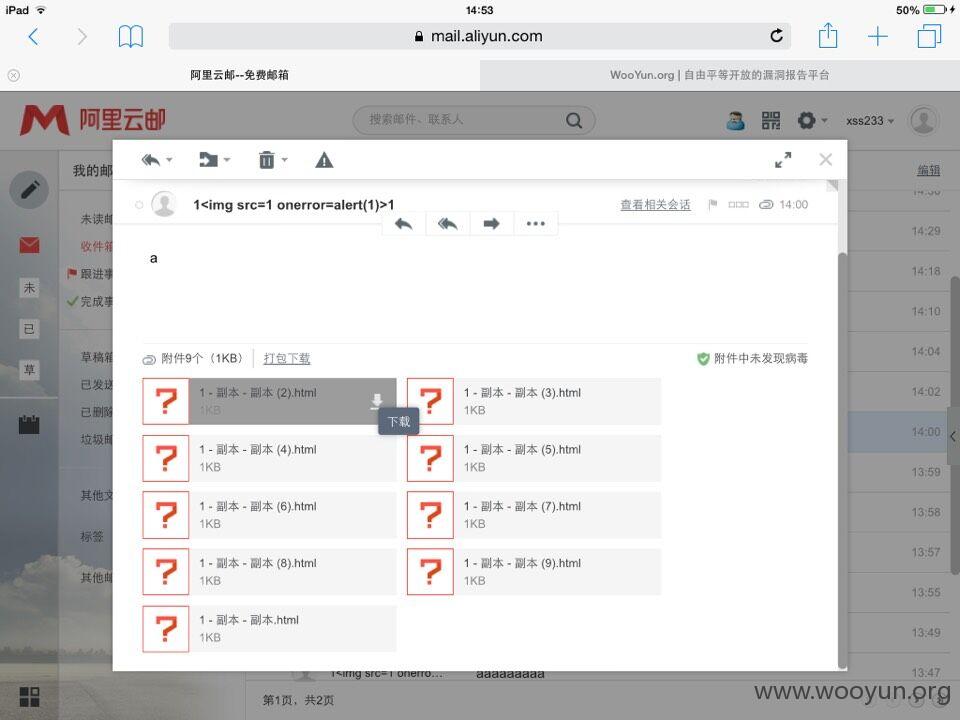 iPad 14:53 50%
mail.aliyun.com
阿里云邮--免费邮箱 WooYun.org | 自由平等开放的漏洞报告平台
阿里云邮 搜索邮件、联系人 xss233
我的邮 编辑
1<img src=1 onerror=alert(1)>1 查看相关会话 14:00
未读邮
14:29
收件箱
a
跟进事 14:18
未
完成事 14:10
已
附件9个（1KB） 打包下载 附件中未发现病毒
草稿箱 14:04
草
1 - 副本 - 副本 (2).html 1 - 副本 - 副本 (3).html
1KB 1KB
下载
已发送 14:02
已删除
垃圾邮 14:00
1 - 副本 - 副本 (4).html 1 - 副本 - 副本 (5).html
1KB 1KB
13:59
其他文
1 - 副本 - 副本 (6).html 1 - 副本 - 副本 (7).html
1KB 1KB
13:58
标签
13:57
1 - 副本 - 副本 (8).html 1 - 副本 - 副本 (9).html
1KB 1KB
其他邮
13:55
1 - 副本 - 副本.html
1KB
13:49
1<img src=1 onerro... aaaaaaaaa 13:47
第1页，共2页
www.wooyun.org